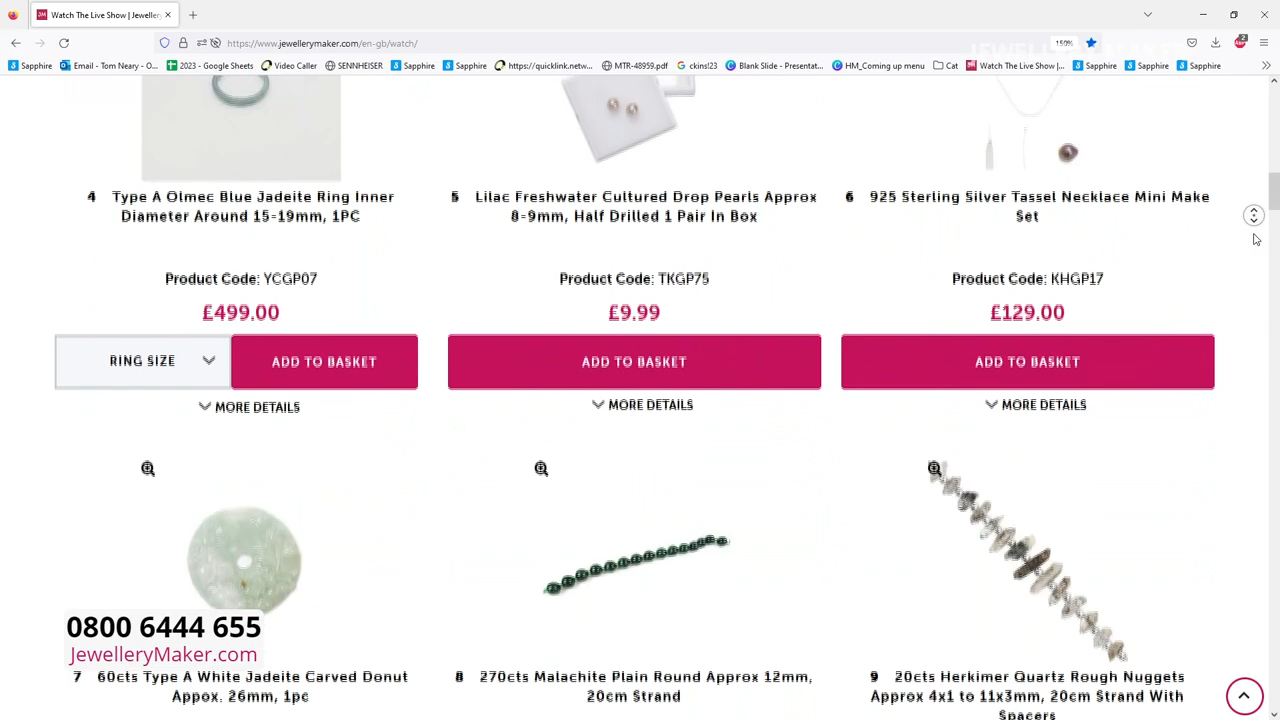 Watch The Live Show | Jewellery
https://www.jewellerymaker.com
gb/watch/
150%
2
Sapphire
Email - Tom Neary - Outlo...
2023 - Google Sheets
Video Caller
SENNHEISER
Sapphire
Sapphire
https://quicklink.netw...
MTR-48959.pdf
ckins!23
Blank Slide - Presentat...
HM_Coming up menu
Cat
Watch The Live Show |...
Sapphire
Sapphire
Sapphire
4 Type A Olmec Blue Jadeite Ring Inner
Diameter Around 15-19mm, 1PC
Product Code: YCGP07
£499.00
RING SIZE
ADD TO BASKET
MORE DETAILS
5 Lilac Freshwater Cultured Drop Pearls Approx
8-9mm, Half Drilled 1 Pair In Box
Product Code: TKGP75
£9.99
ADD TO BASKET
MORE DETAILS
6 925 Sterling Silver Tassel Necklace Mini Make
Set
Product Code: KHGP17
£129.00
ADD TO BASKET
MORE DETAILS
0800 6444 655
JewelleryMaker.com
7 60cts Type A White Jadeite Carved Donut
Appox. 26mm, 1pc
8 270cts Malachite Plain Round Approx 12mm,
20cm Strand
9 20cts Herkimer Quartz Rough Nuggets
Approx 4x1 to 11x3mm, 20cm Strand With
Spacers